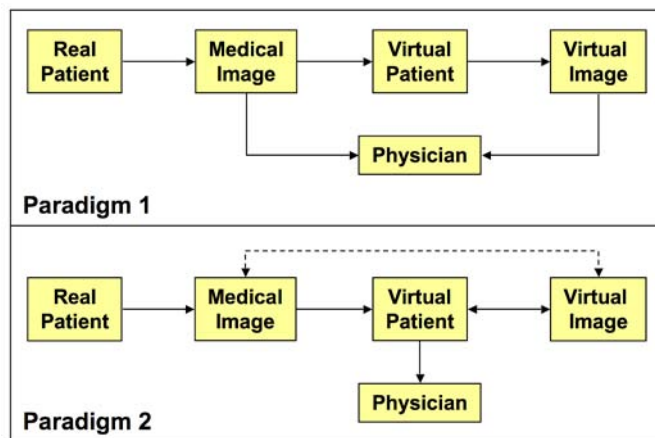 Real
Patient
Medical
Image
Virtual
Patient
Virtual
Image
Physician
Paradigm 1
Real
Patient
Medical
Image
Virtual
Patient
Virtual
Image
Physician
Paradigm 2